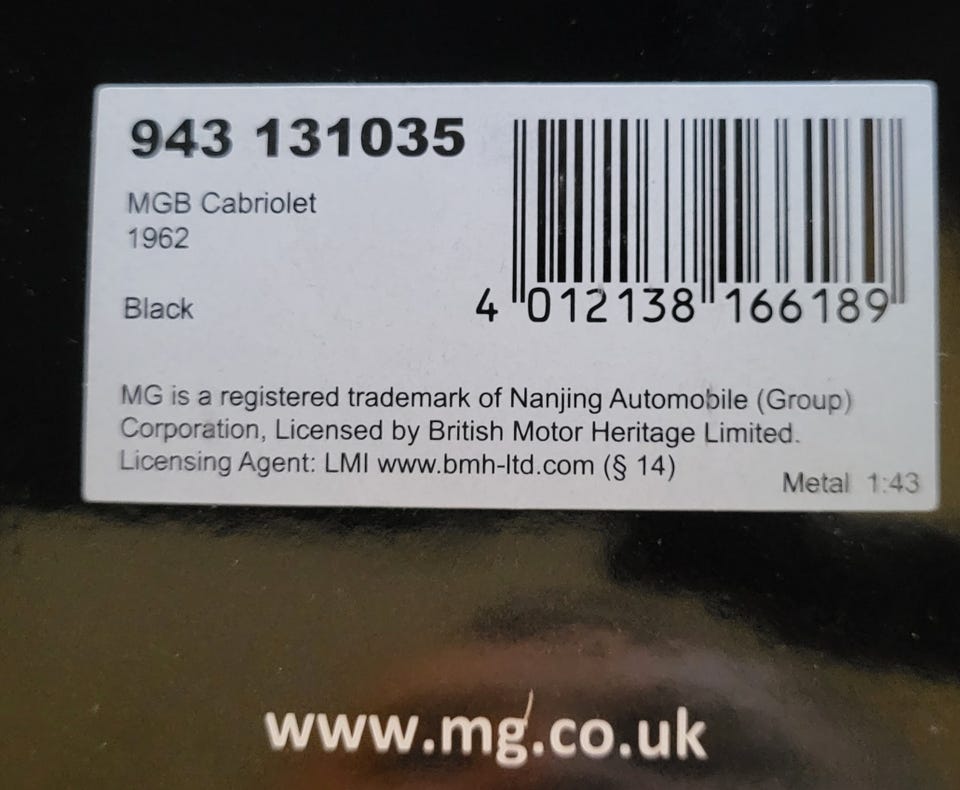 943 131035
MGB Cabriolet
1962
Black
4 012138 166189
MG is a registered trademark of Nanjing Automobile (Group)
Corporation, Licensed by British Motor Heritage Limited.
Licensing Agent: LMI www.bmh-ltd.com (§ 14)
Metal 1:43
www.mg.co.uk